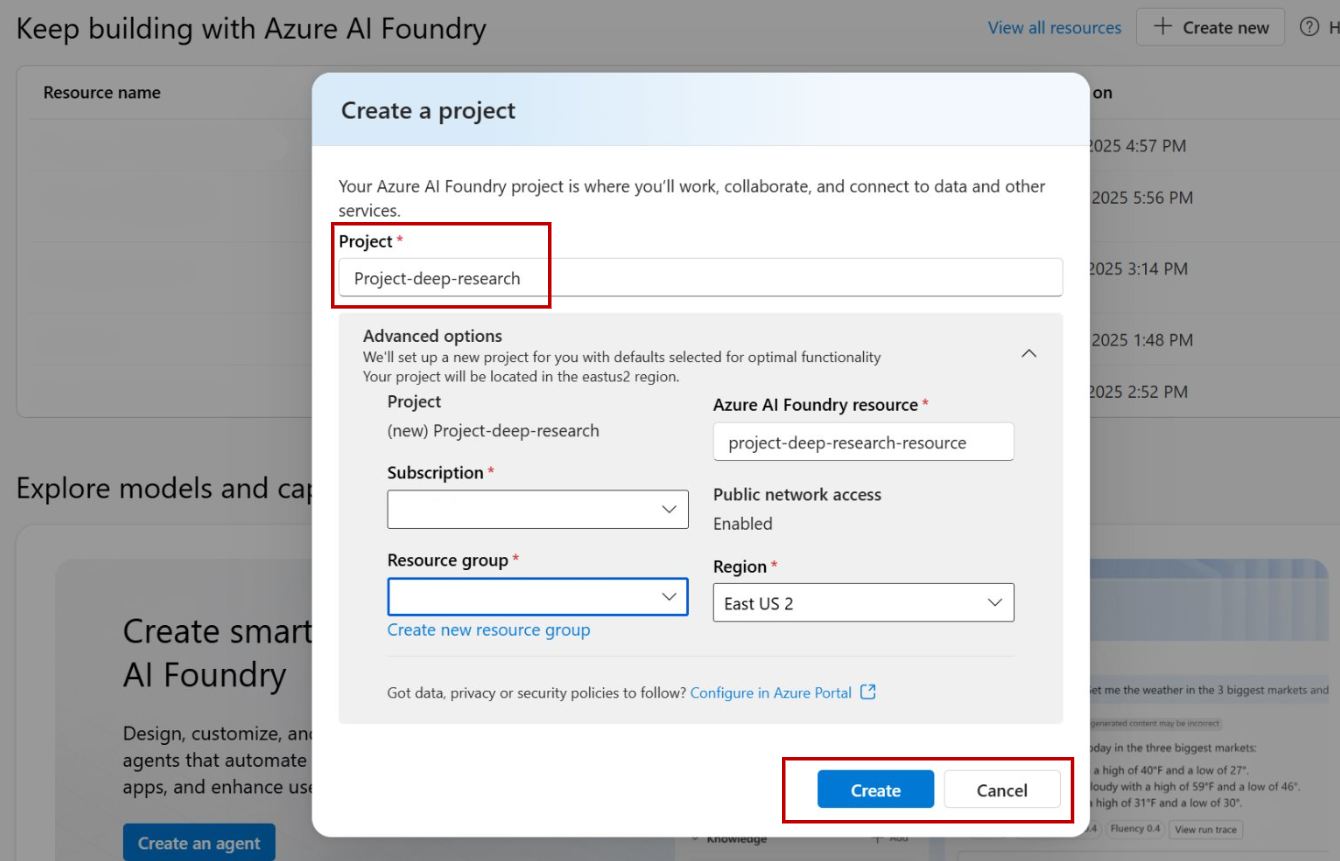 Keep building with Azure AI Foundry
View all resources
Create new
H
Resource name
on
2025 4:57 PM
2025 5:56 PM
2025 3:14 PM
2025 1:48 PM
2025 2:52 PM
Create a project
Your Azure AI Foundry project is where you'll work, collaborate, and connect to data and other
services.
Project *
Project-deep-research
Advanced options
We'll set up a new project for you with defaults selected for optimal functionality
Your project will be located in the eastus2 region.
Project
(new) Project-deep-research
Azure AI Foundry resource *
project-deep-research-resource
Subscription *
Public network access
Enabled
Resource group *
Create new resource group
Region *
East US 2
Got data, privacy or security policies to follow? Configure in Azure Portal
Create
Cancel
Explore models and cap
Create smart
AI Foundry
Design, customize, and
agents that automate
apps, and enhance use
Create an agent
et me the weather in the 3 biggest markets and
generated content may be incorrect
oday in the three biggest markets:
a high of 40°F and a low of 27°.
loudy with a high of 59°F and a low of 46°.
high of 31°F and a low of 30°.
.4
Fluency 0.4
View run trace
Knowledge
Add